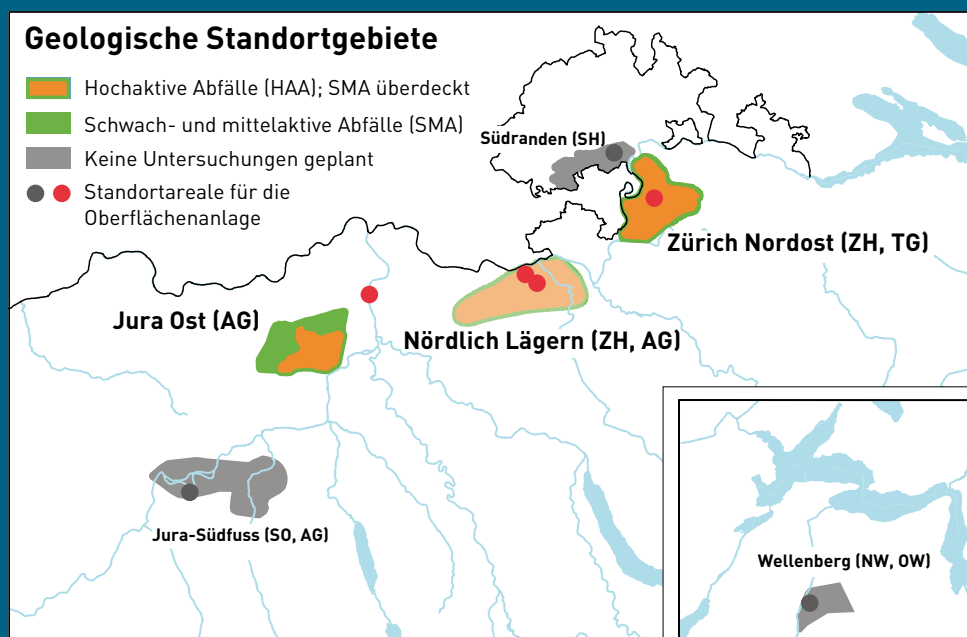 Geologische Standortgebiete
Hochaktive Abfälle (HAA); SMA überdeckt
Schwach- und mittelaktive Abfälle (SMA)
Keine Untersuchungen geplant
Standortareale für die
Oberflächenanlage
Südranden (SH)
Zürich Nordost (ZH, TG)
Jura Ost (AG)
Nördlich Lägern (ZH, AG)
Jura-Südfuss (SO, AG)
Wellenberg (NW, OW)